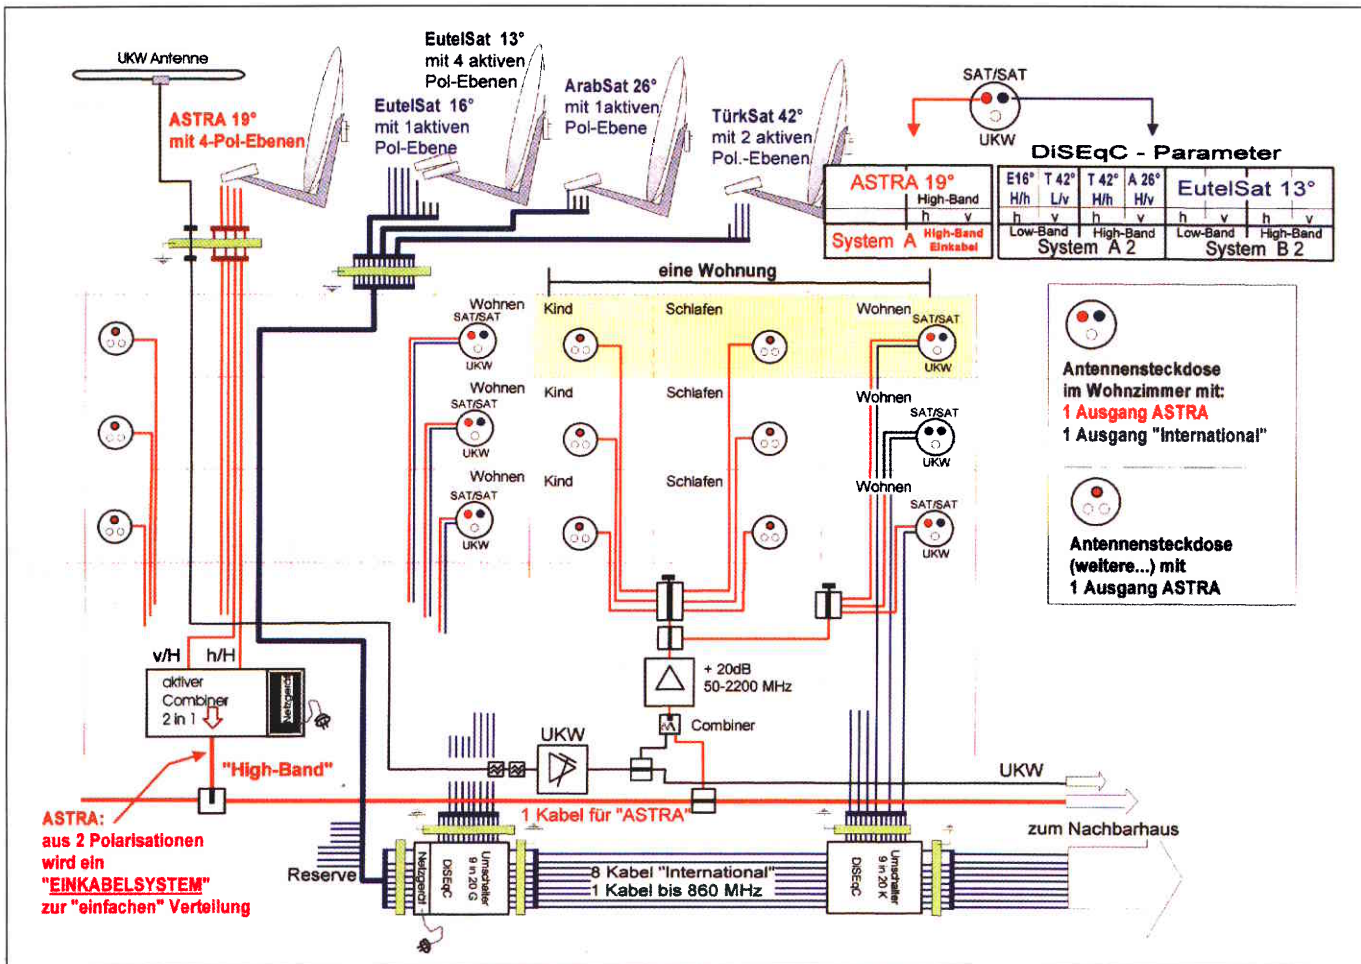 UKW Antenne
ASTRA 19°
mit 4-Pol-Ebenen
EutelSat 16°
mit 1aktiven
Pol-Ebene
EutelSat 13°
mit 4 aktiven
Pol-Ebenen
ArabSat 26°
mit 1aktiven
Pol-Ebene
TürkSat 42°
mit 2 aktiven
Pol.-Ebenen
SAT/SAT
UKW
DiSEqC - Parameter
ASTRA 19°
High-Band
h v
System A
High-Band
Einkabel
E16° T 42° T 42° A 26°
H/h L/v H/h H/v
h v h v
Low-Band High-Band
System A 2
EutelSat 13°
h v h v
Low-Band High-Band
System B 2
eine Wohnung
Wohnen
SAT/SAT
UKW
Kind
Schlafen
Wohnen
SAT/SAT
UKW
Wohnen
SAT/SAT
UKW
Kind
Schlafen
Wohnen
SAT/SAT
UKW
Wohnen
SAT/SAT
UKW
Kind
Schlafen
Wohnen
SAT/SAT
UKW
Antennensteckdose
im Wohnzimmer mit:
1 Ausgang ASTRA
1 Ausgang "International"
Antennensteckdose
(weitere...) mit
1 Ausgang ASTRA
v/H h/H
aktiver
Combiner
2 in 1
Netzgerät
+ 20dB
50-2200 MHz
Combiner
UKW
UKW
"High-Band"
1 Kabel für "ASTRA"
zum Nachbarhaus
ASTRA:
aus 2 Polarisationen
wird ein
"EINKABELSYSTEM"
zur "einfachen" Verteilung
Reserve
Netzgerät
DiSEqC
Umschalter
9 in 20 G
8 Kabel "International"
1 Kabel bis 860 MHz
DiSEqC
Umschalter
9 in 20 K